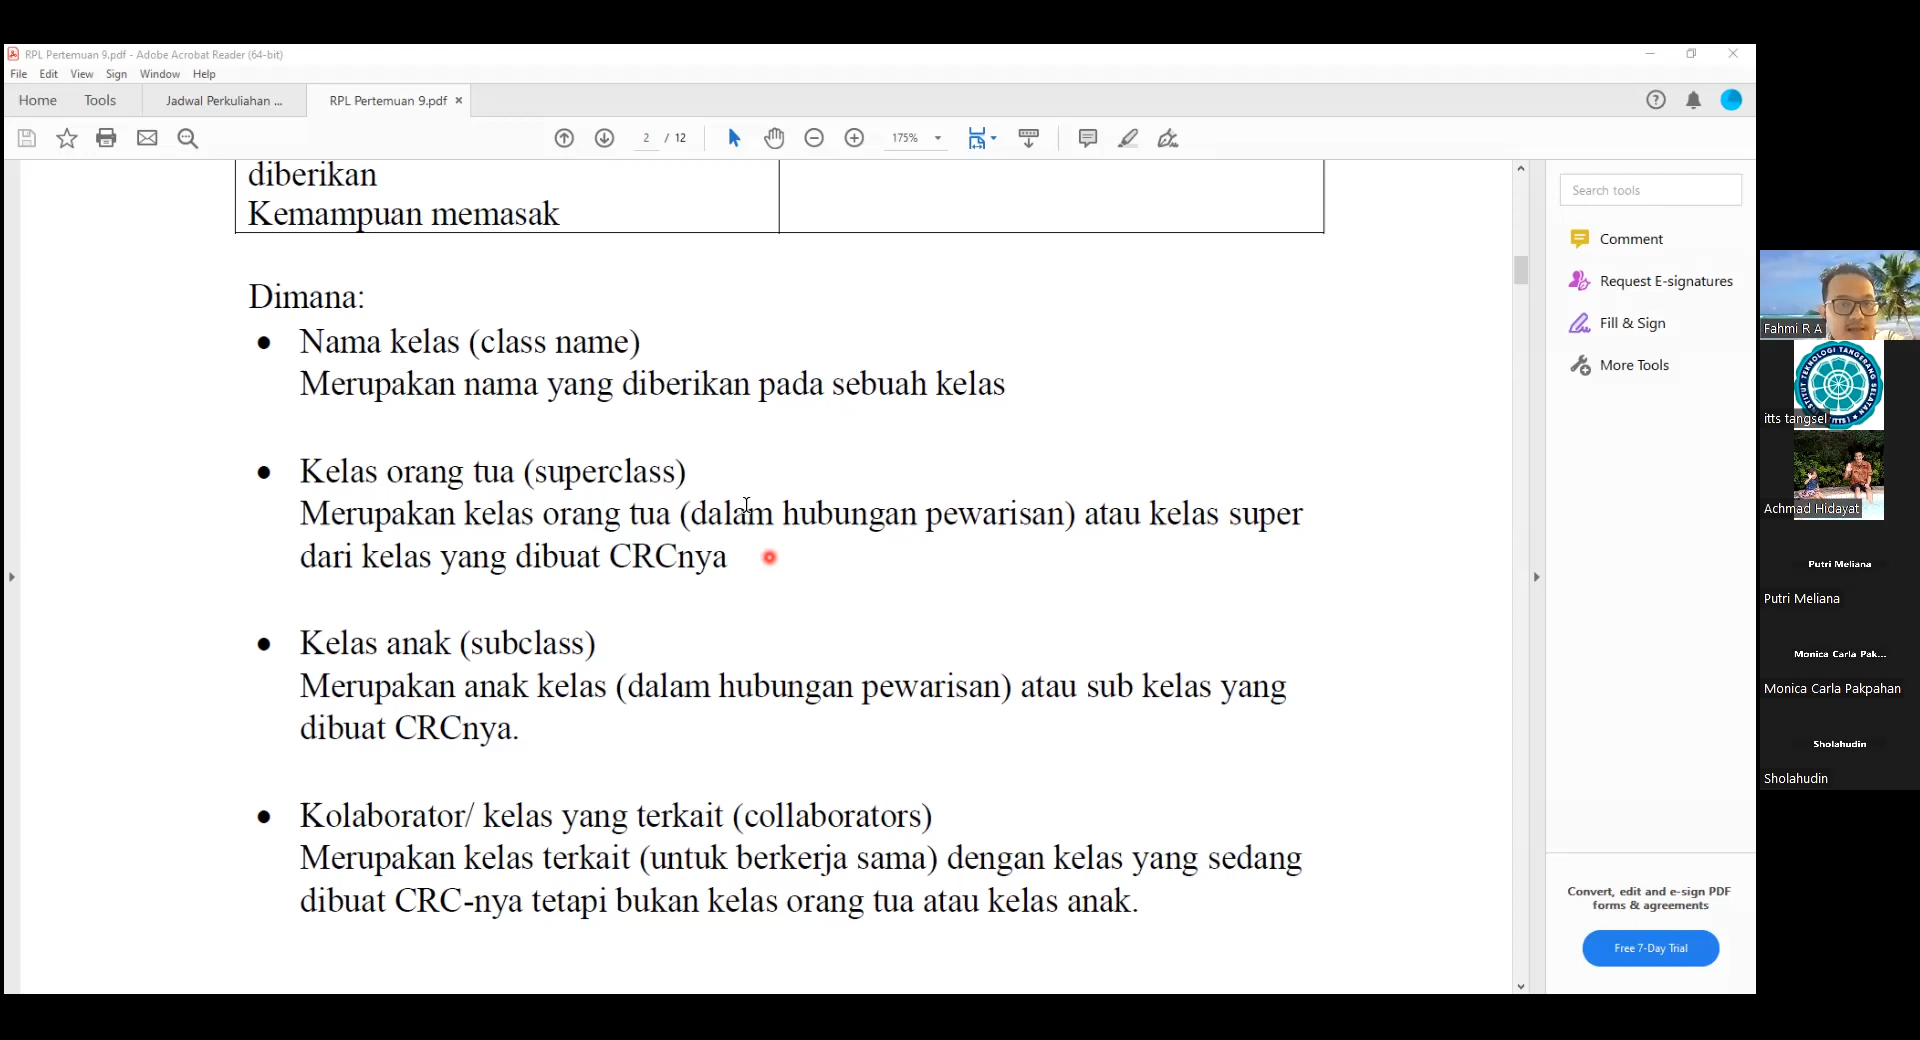 RPL Pertemuan 9.pdf - Adobe Acrobat Reader (64-bit)
File Edit View Sign Window Help
Home Tools Jadwal Perkuliahan ... RPL Pertemuan 9.pdf ×
2 / 12 175%
diberikan
Kemampuan memasak
Dimana:
• Nama kelas (class name)
Merupakan nama yang diberikan pada sebuah kelas
• Kelas orang tua (superclass)
Merupakan kelas orang tua (dalam hubungan pewarisan) atau kelas super
dari kelas yang dibuat CRCnya
• Kelas anak (subclass)
Merupakan anak kelas (dalam hubungan pewarisan) atau sub kelas yang
dibuat CRCnya.
• Kolaborator/ kelas yang terkait (collaborators)
Merupakan kelas terkait (untuk berkerja sama) dengan kelas yang sedang
dibuat CRC-nya tetapi bukan kelas orang tua atau kelas anak.
Search tools
Comment
Request E-signatures
Fill & Sign
More Tools
Convert, edit and e-sign PDF
forms & agreements
Free 7-Day Trial
Fahmi R A
INSTITUT TEKNOLOGI TANGERANG SELATAN
itts tangsel
Achmad Hidayat
Putri Meliana
Putri Meliana
Monica Carla Pak...
Monica Carla Pakpahan
Sholahudin
Sholahudin